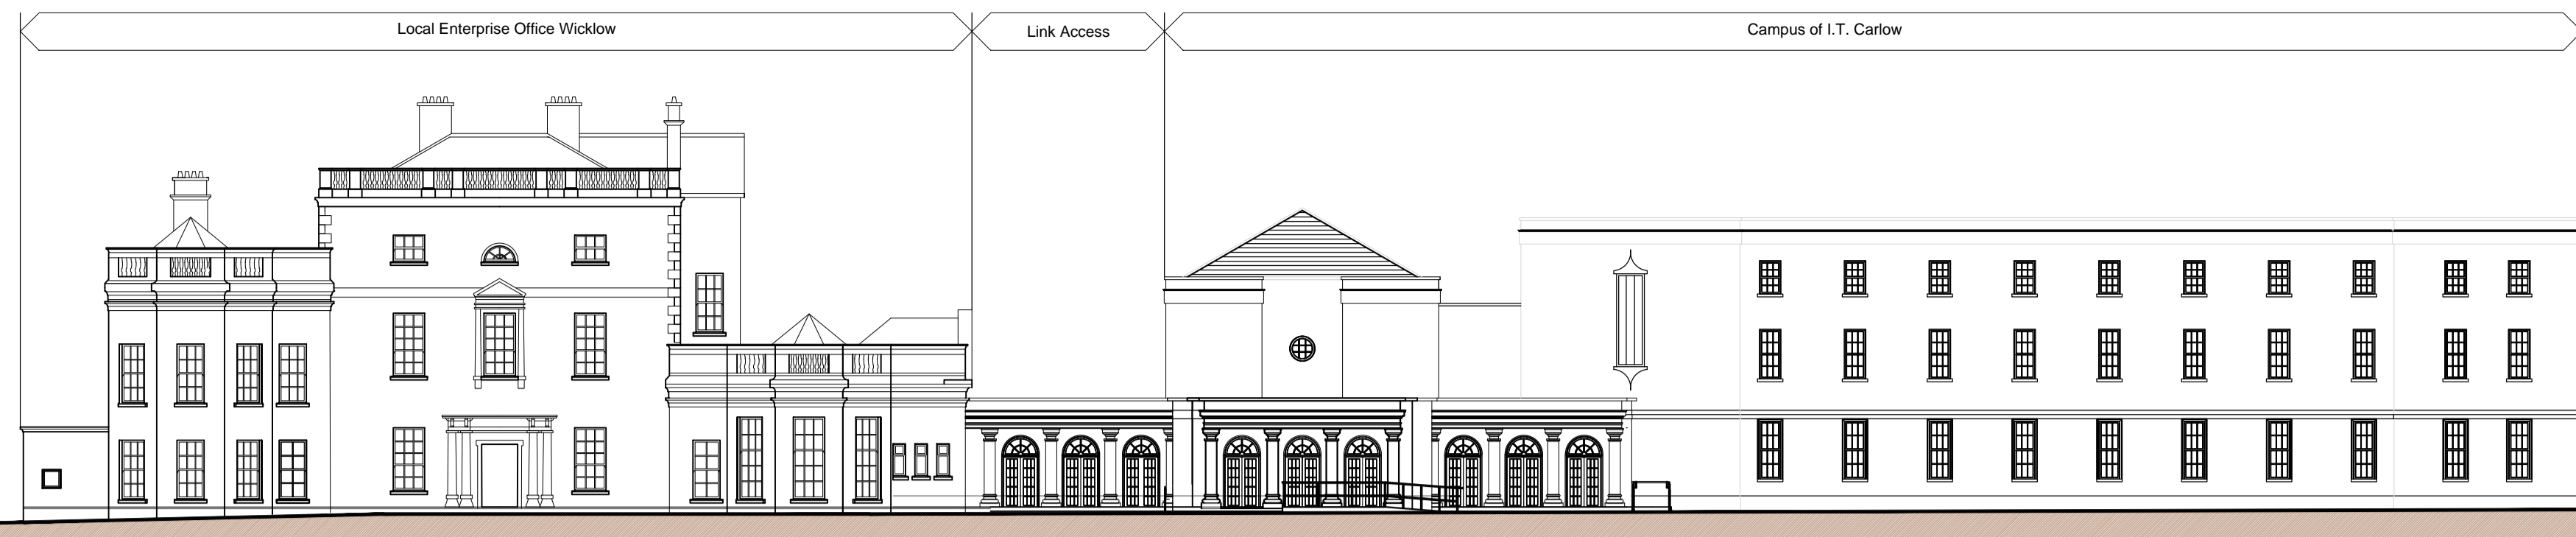 Local Enterprise Office Wicklow
Link Access
Campus of I.T. Carlow